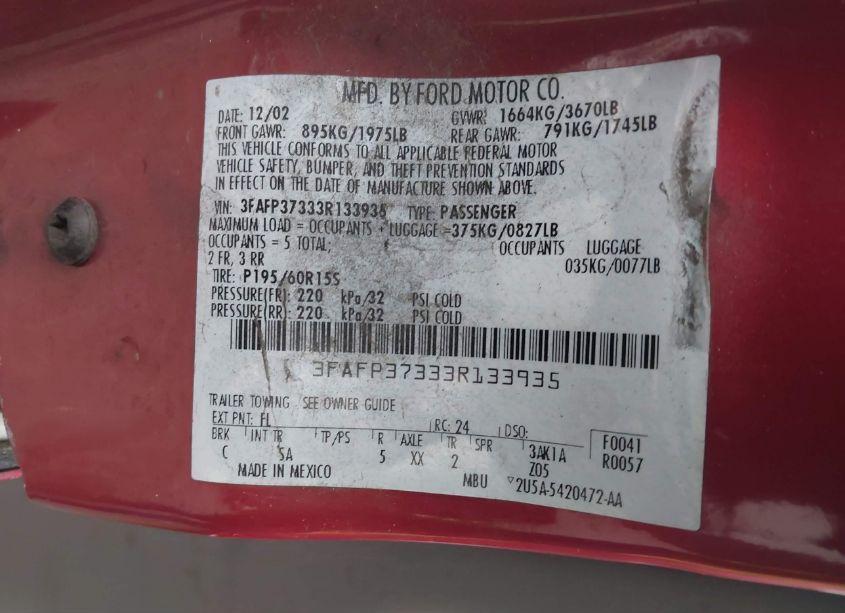 MFD. BY FORD MOTOR CO.
DATE: 12/02 GVWR: 1664KG/3670LB
FRONT GAWR: 895KG/1975LB REAR GAWR: 791KG/1745LB
THIS VEHICLE CONFORMS TO ALL APPLICABLE FEDERAL MOTOR
VEHICLE SAFETY, BUMPER, AND THEFT PREVENTION STANDARDS
IN EFFECT ON THE DATE OF MANUFACTURE SHOWN ABOVE.
VIN: 3FAFP37333R133935 TYPE: PASSENGER
MAXIMUM LOAD = OCCUPANTS + LUGGAGE = 375KG/0827LB
OCCUPANTS = 5 TOTAL; OCCUPANTS LUGGAGE
2 FR, 3 RR 035KG/0077LB
TIRE: P195/60R15S
PRESSURE(FR): 220 kPa/32 PSI COLD
PRESSURE(RR): 220 kPa/32 PSI COLD
3FAFP37333R133935
TRAILER TOWING SEE OWNER GUIDE
EXT PNT: FL RC: 24 DSO: F0041
BRK INT TR TP/PS R AXLE TR SPR 3AK1A R0057
C 5A 5 XX 2 Z05
MADE IN MEXICO MBU ▽2U5A-5420472-AA